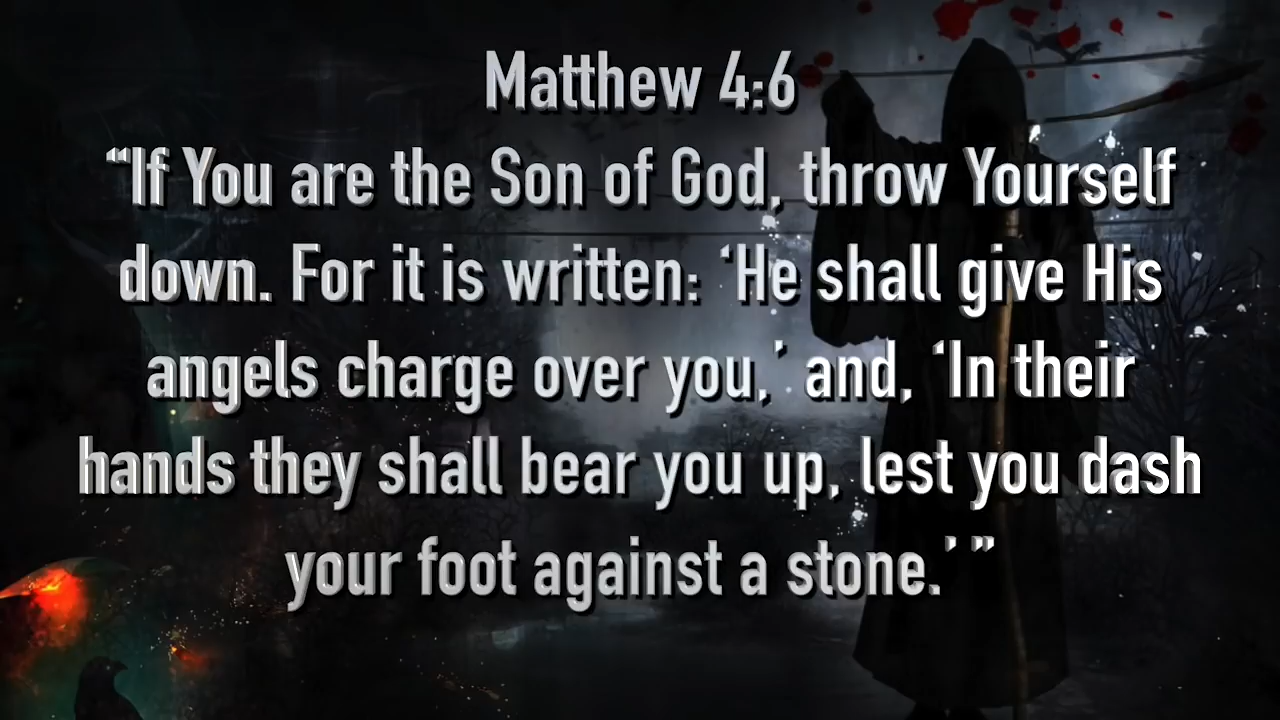 Matthew 4:6
“If You are the Son of God, throw Yourself
down. For it is written: ‘He shall give His
angels charge over you,’ and, ‘In their
hands they shall bear you up, lest you dash
your foot against a stone.’ ”